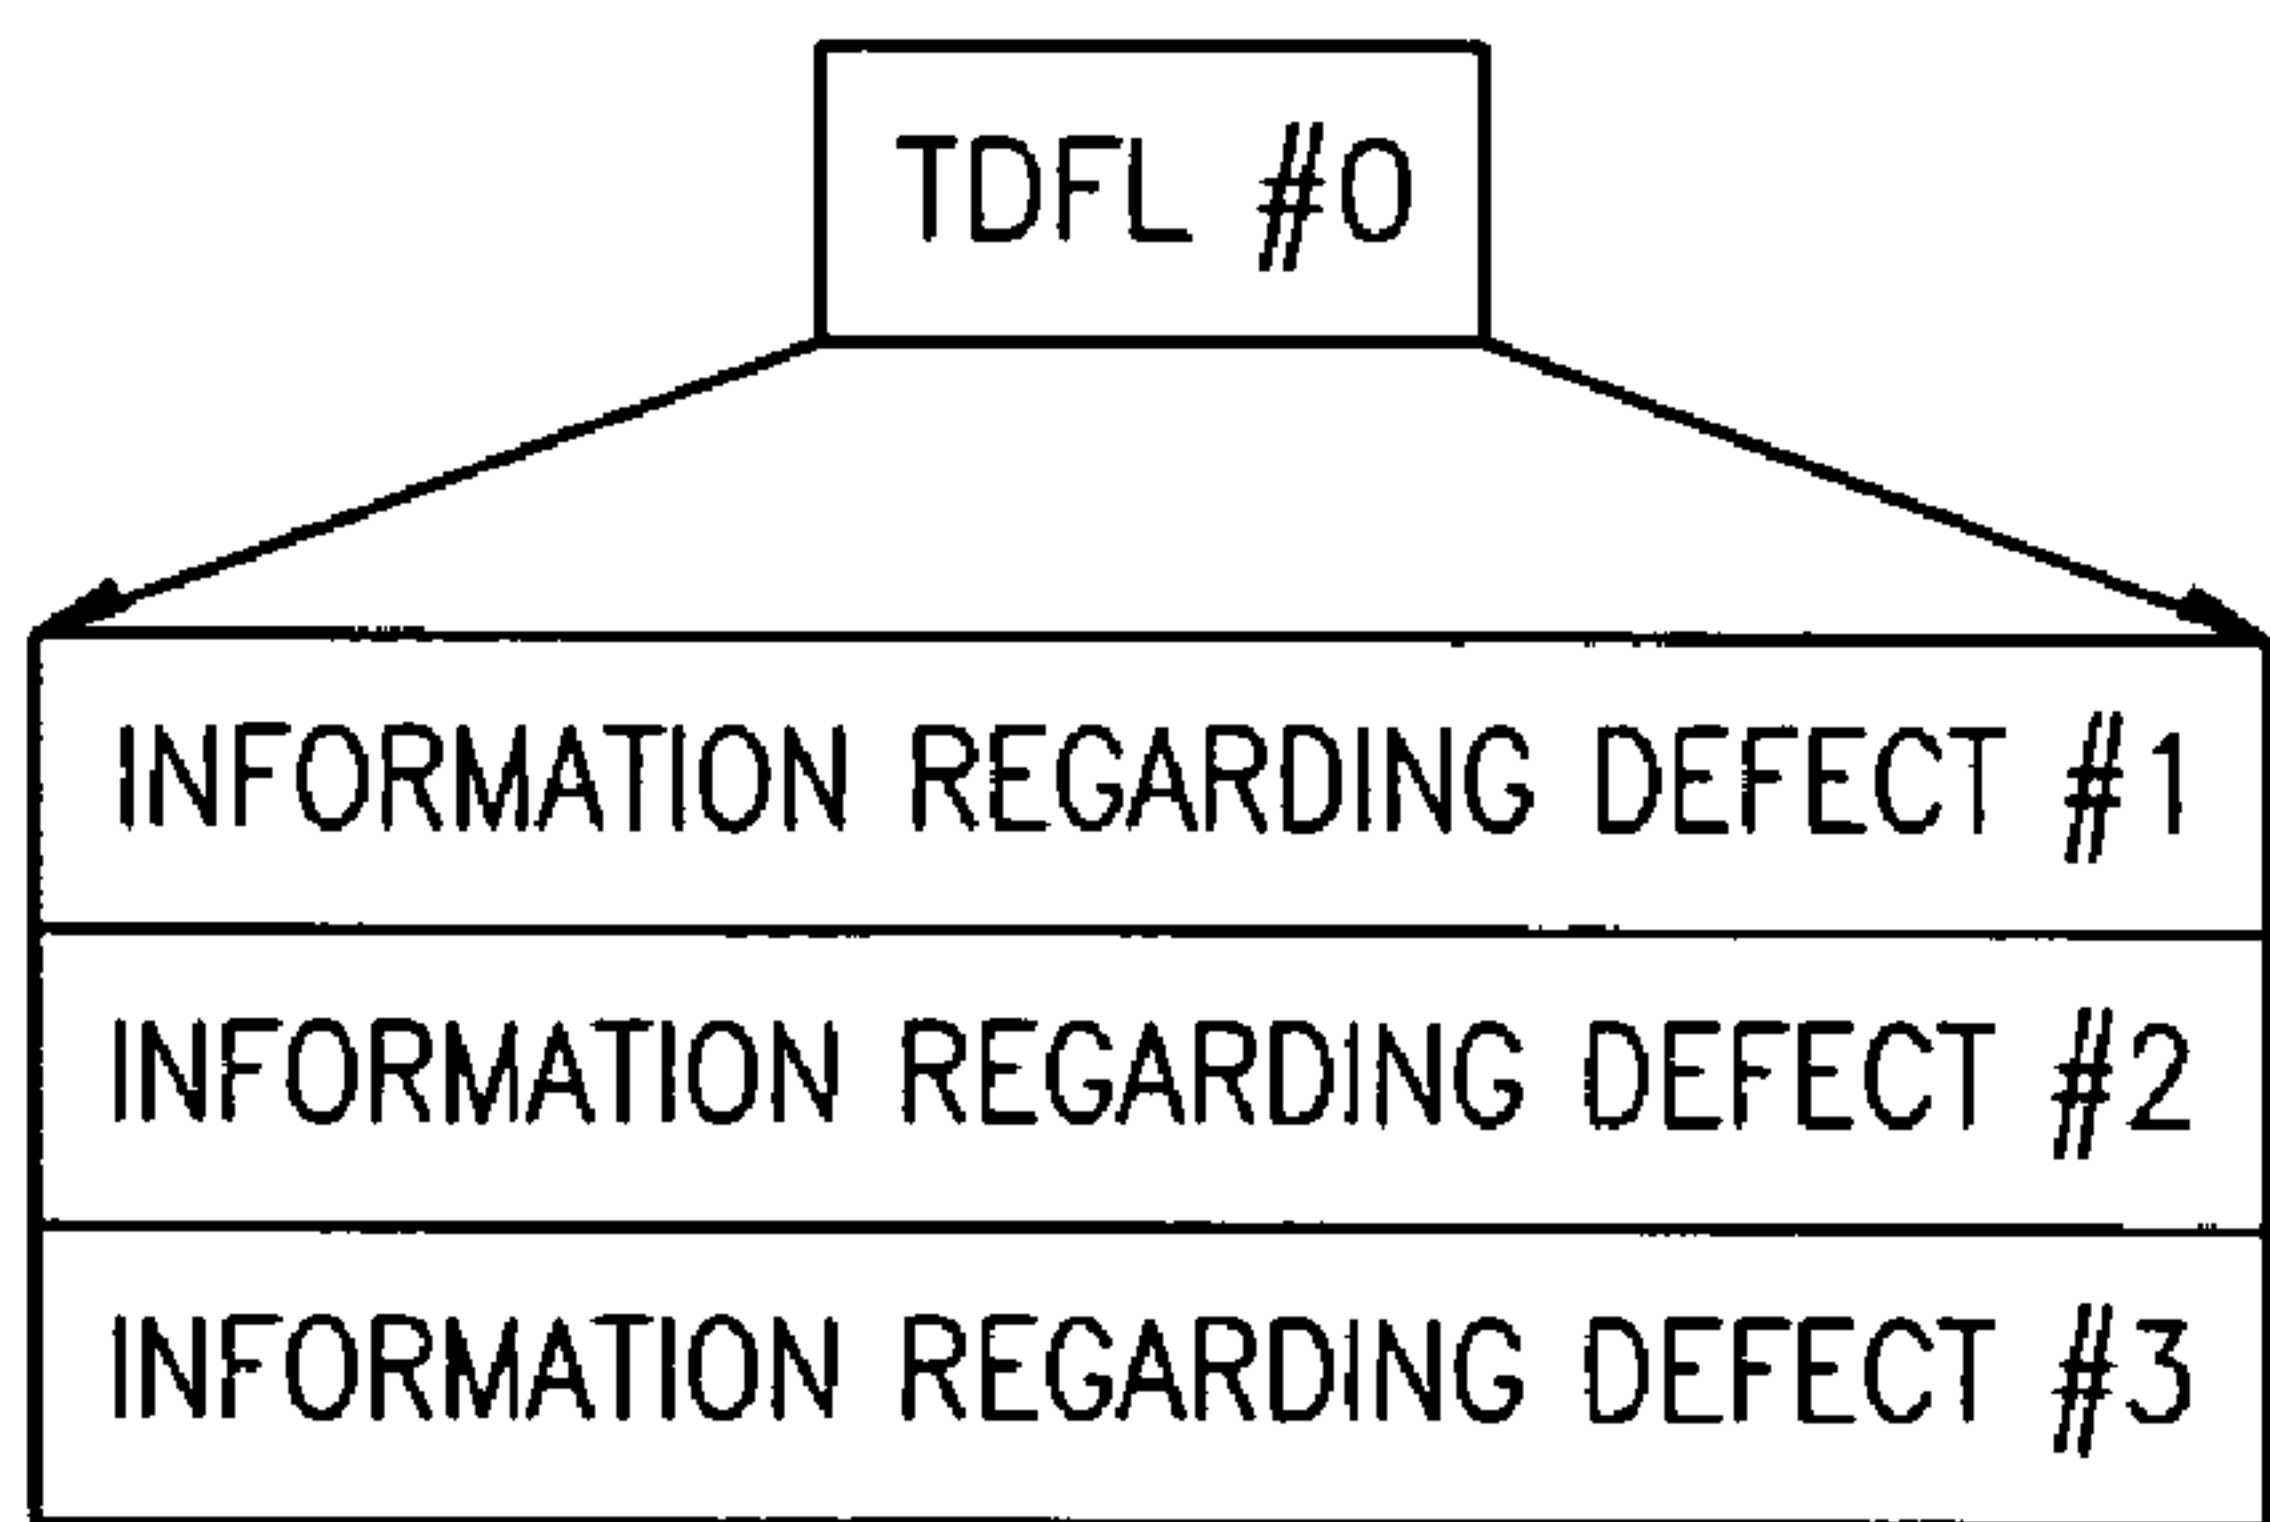 TDFL #0
INFORMATION REGARDING DEFECT #1
INFORMATION REGARDING DEFECT #2
INFORMATION REGARDING DEFECT #3